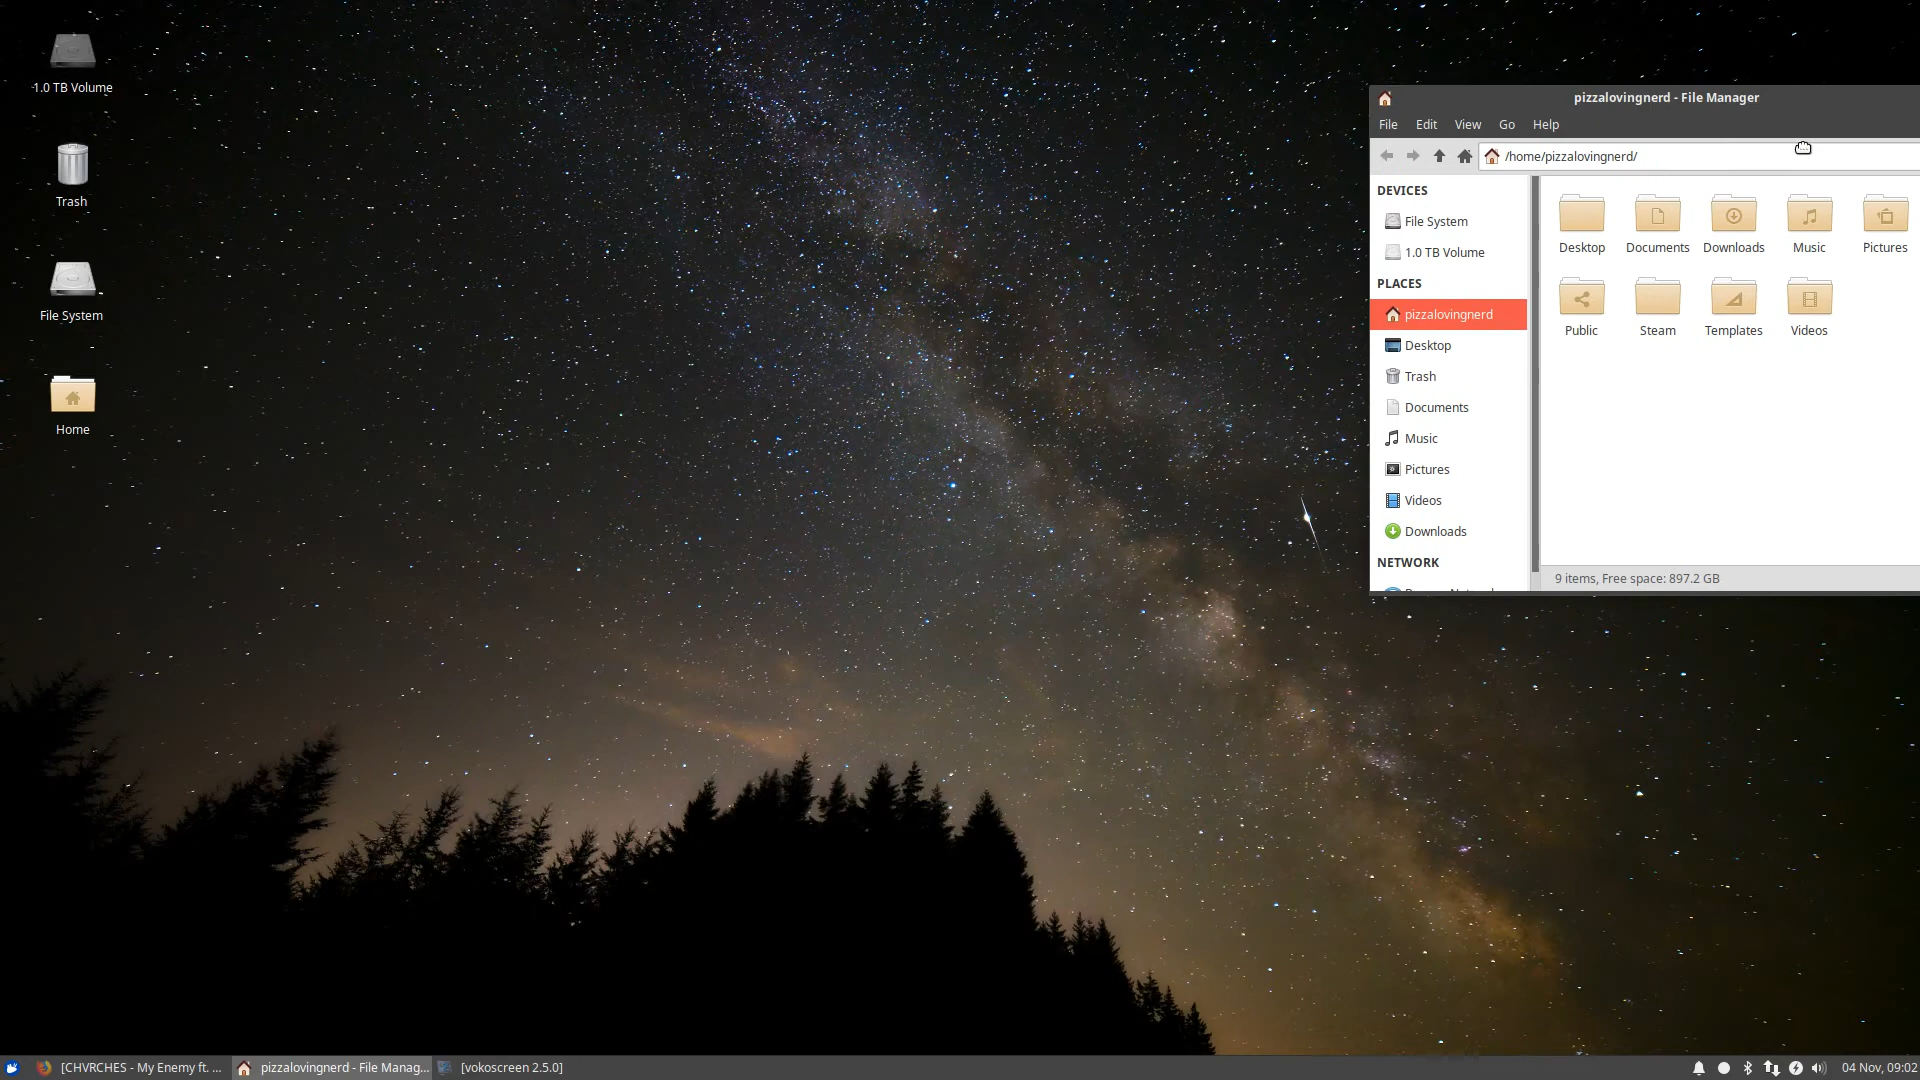 1.0 TB Volume
Trash
File System
Home
pizzalovingnerd - File Manager
File Edit View Go Help
/home/pizzalovingnerd/
DEVICES
File System
1.0 TB Volume
PLACES
pizzalovingnerd
Desktop
Trash
Documents
Music
Pictures
Videos
Downloads
NETWORK
Desktop Documents Downloads Music Pictures
Public Steam Templates Videos
9 items, Free space: 897.2 GB
[CHVRCHES - My Enemy ft. ... pizzalovingnerd - File Manag... [vokoscreen 2.5.0] 04 Nov, 09:02